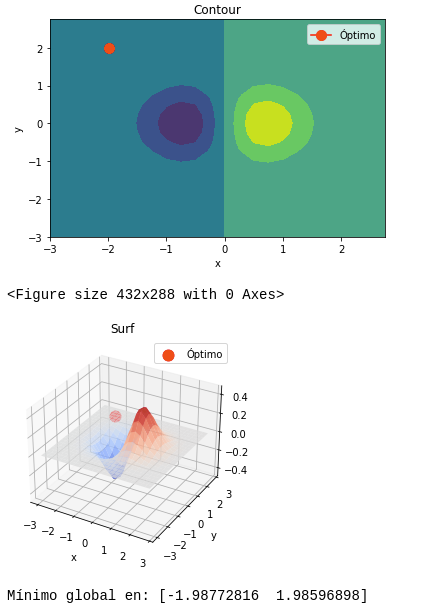 Contour
Óptimo
2
1
0
−1
−2
−3
y
−3 −2 −1 0 1 2
x
<Figure size 432x288 with 0 Axes>
Surf
Óptimo
0.4
0.2
0.0
−0.2
−0.4
3
2
1
0
−1
−2
−3
y
−3 −2 −1 0 1 2 3
x
Mínimo global en: [-1.98772816  1.98596898]